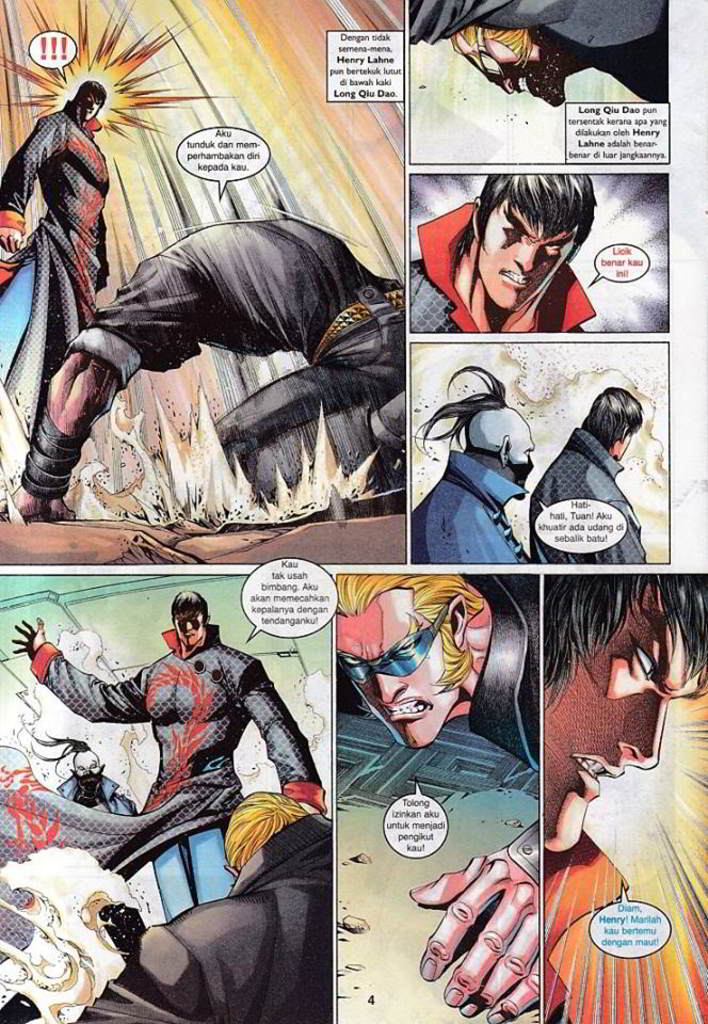 !!!
Dengan tidak
semena-mena,
Henry Lahne
pun bertekuk lutut
di bawah kaki
Long Qiu Dao.
Aku
tunduk dan mem-
perhambakan diri
kepada kau.
Long Qiu Dao pun
tersentak kerana apa yang
dilakukan oleh Henry
Lahne adalah benar-
benar di luar jangkaannya.
Licik
benar kau
ini!
Hati-
hati, Tuan! Aku
khuatir ada udang di
sebalik batu!
Kau
tak usah
bimbang. Aku
akan memecahkan
kepalanya dengan
tendanganku!
Tolong
izinkan aku
untuk menjadi
pengikut
kau!
Diam,
Henry! Marilah
kau bertemu
dengan maut!
4